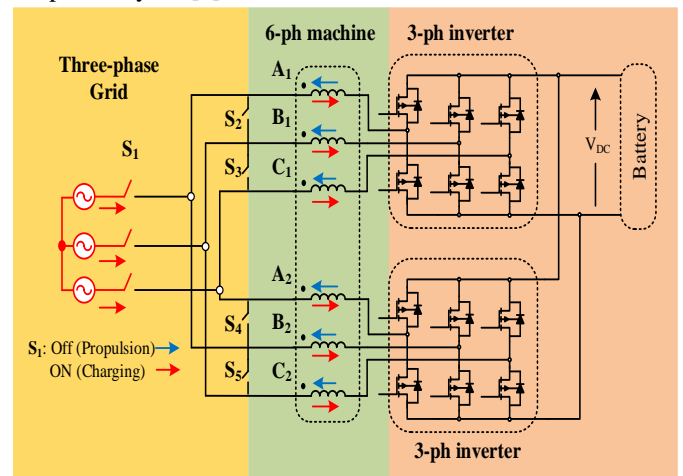 6-ph machine
3-ph inverter
Three-phase
Grid
A1
S2
B1
S1
S3
C1
VDC
Battery
A2
S4
B2
S5
C2
S1: Off (Propulsion)
ON (Charging)
3-ph inverter